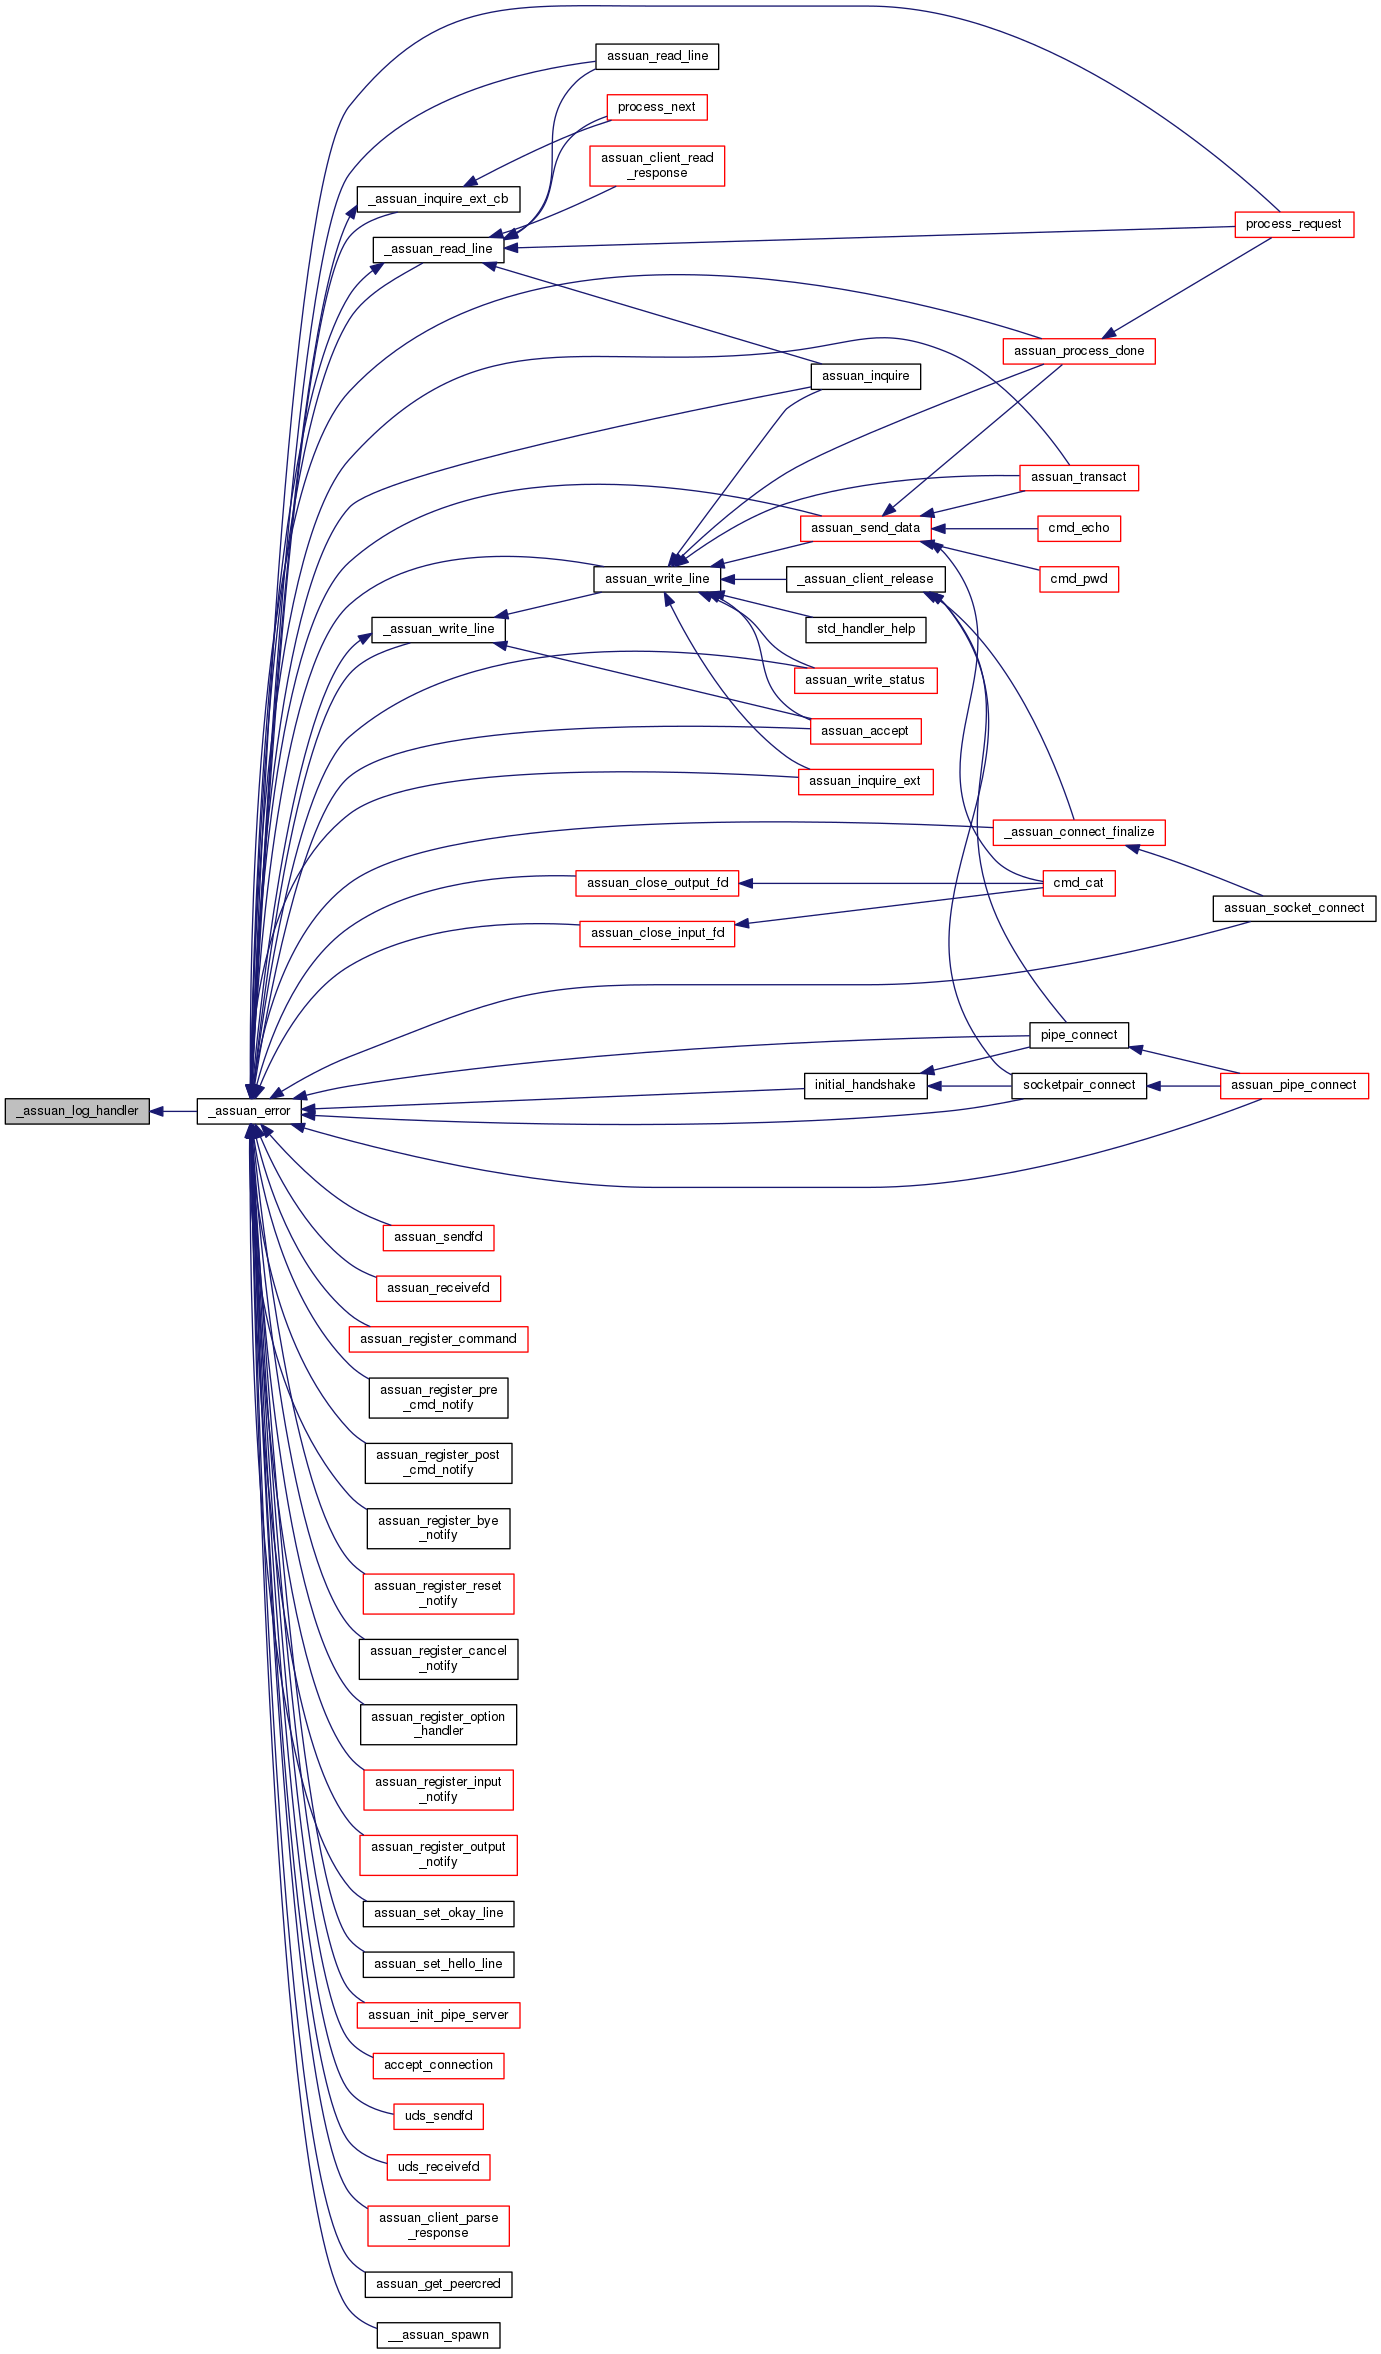 assuan_read_line
process_next
assuan_client_read
_response
_assuan_inquire_ext_cb
process_request
_assuan_read_line
assuan_process_done
assuan_inquire
assuan_transact
assuan_send_data
cmd_echo
assuan_write_line
_assuan_client_release
cmd_pwd
_assuan_write_line
std_handler_help
assuan_write_status
assuan_accept
assuan_inquire_ext
_assuan_connect_finalize
assuan_close_output_fd
cmd_cat
assuan_socket_connect
assuan_close_input_fd
pipe_connect
initial_handshake
socketpair_connect
assuan_pipe_connect
_assuan_log_handler
_assuan_error
assuan_sendfd
assuan_receivefd
assuan_register_command
assuan_register_pre
_cmd_notify
assuan_register_post
_cmd_notify
assuan_register_bye
_notify
assuan_register_reset
_notify
assuan_register_cancel
_notify
assuan_register_option
_handler
assuan_register_input
_notify
assuan_register_output
_notify
assuan_set_okay_line
assuan_set_hello_line
assuan_init_pipe_server
accept_connection
uds_sendfd
uds_receivefd
assuan_client_parse
_response
assuan_get_peercred
__assuan_spawn